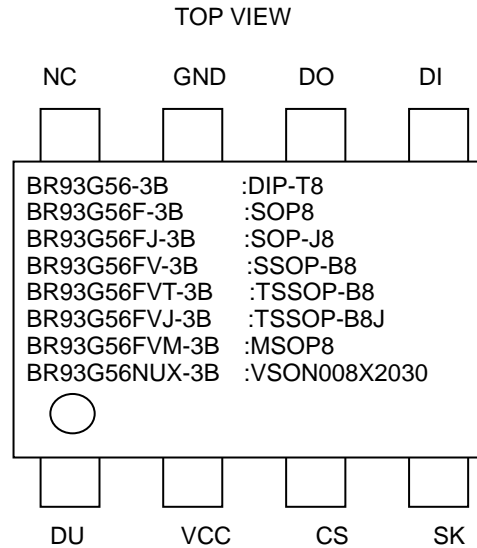 TOP VIEW
NC GND DO DI
BR93G56-3B :DIP-T8
BR93G56F-3B :SOP8
BR93G56FJ-3B :SOP-J8
BR93G56FV-3B :SSOP-B8
BR93G56FVT-3B :TSSOP-B8
BR93G56FVJ-3B :TSSOP-B8J
BR93G56FVM-3B :MSOP8
BR93G56NUX-3B :VSON008X2030
DU VCC CS SK